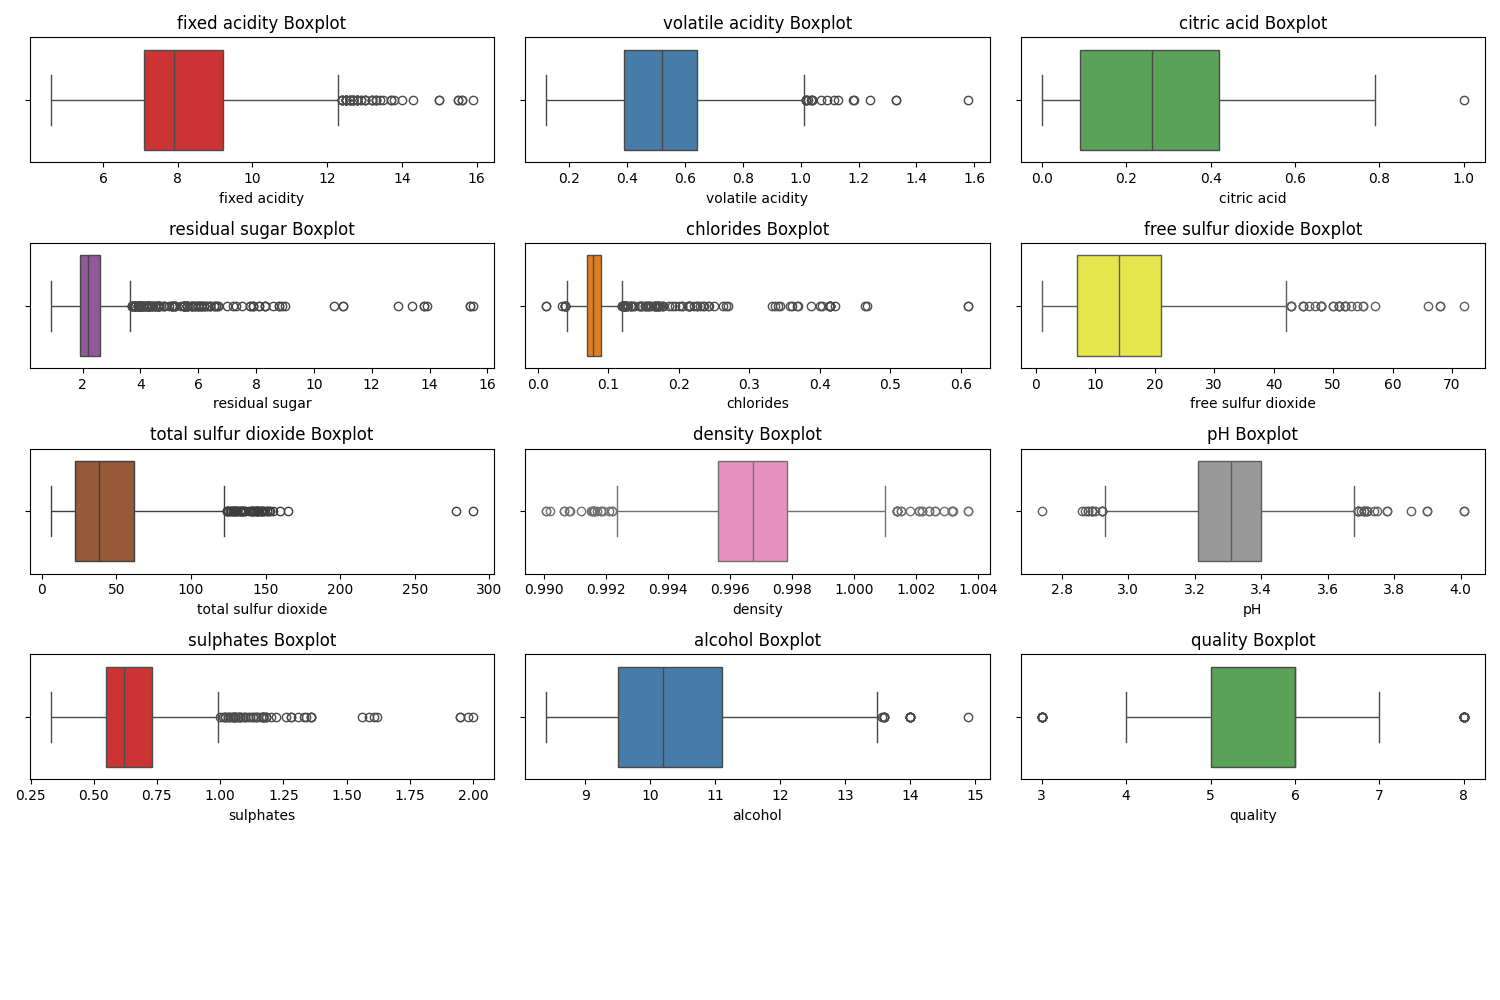 fixed acidity Boxplot
6 8 10 12 14 16
fixed acidity
volatile acidity Boxplot
0.2 0.4 0.6 0.8 1.0 1.2 1.4 1.6
volatile acidity
citric acid Boxplot
0.0 0.2 0.4 0.6 0.8 1.0
citric acid
residual sugar Boxplot
2 4 6 8 10 12 14 16
residual sugar
chlorides Boxplot
0.0 0.1 0.2 0.3 0.4 0.5 0.6
chlorides
free sulfur dioxide Boxplot
0 10 20 30 40 50 60 70
free sulfur dioxide
total sulfur dioxide Boxplot
0 50 100 150 200 250 300
total sulfur dioxide
density Boxplot
0.990 0.992 0.994 0.996 0.998 1.000 1.002 1.004
density
pH Boxplot
2.8 3.0 3.2 3.4 3.6 3.8 4.0
pH
sulphates Boxplot
0.25 0.50 0.75 1.00 1.25 1.50 1.75 2.00
sulphates
alcohol Boxplot
9 10 11 12 13 14 15
alcohol
quality Boxplot
3 4 5 6 7 8
quality